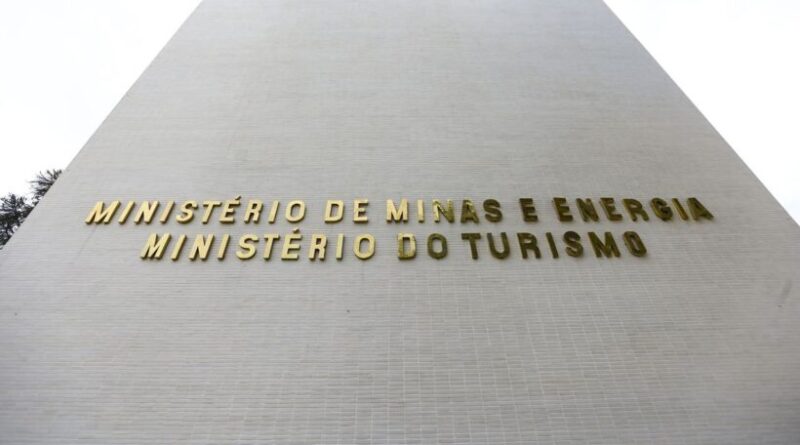 MINISTÉRIO DE MINAS E ENERGIA
MINISTÉRIO DO TURISMO